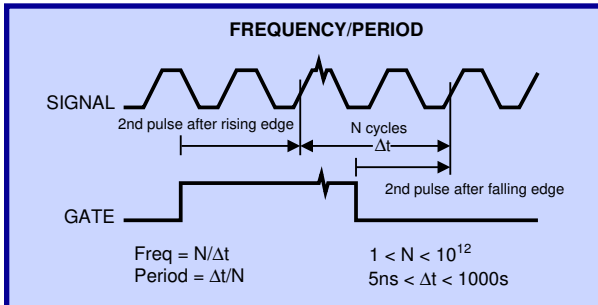 FREQUENCY/PERIOD
SIGNAL
2nd pulse after rising edge
N cycles
Δt
2nd pulse after falling edge
GATE
Freq = N/Δt
Period = Δt/N
1 < N < 10¹²
5ns < Δt < 1000s